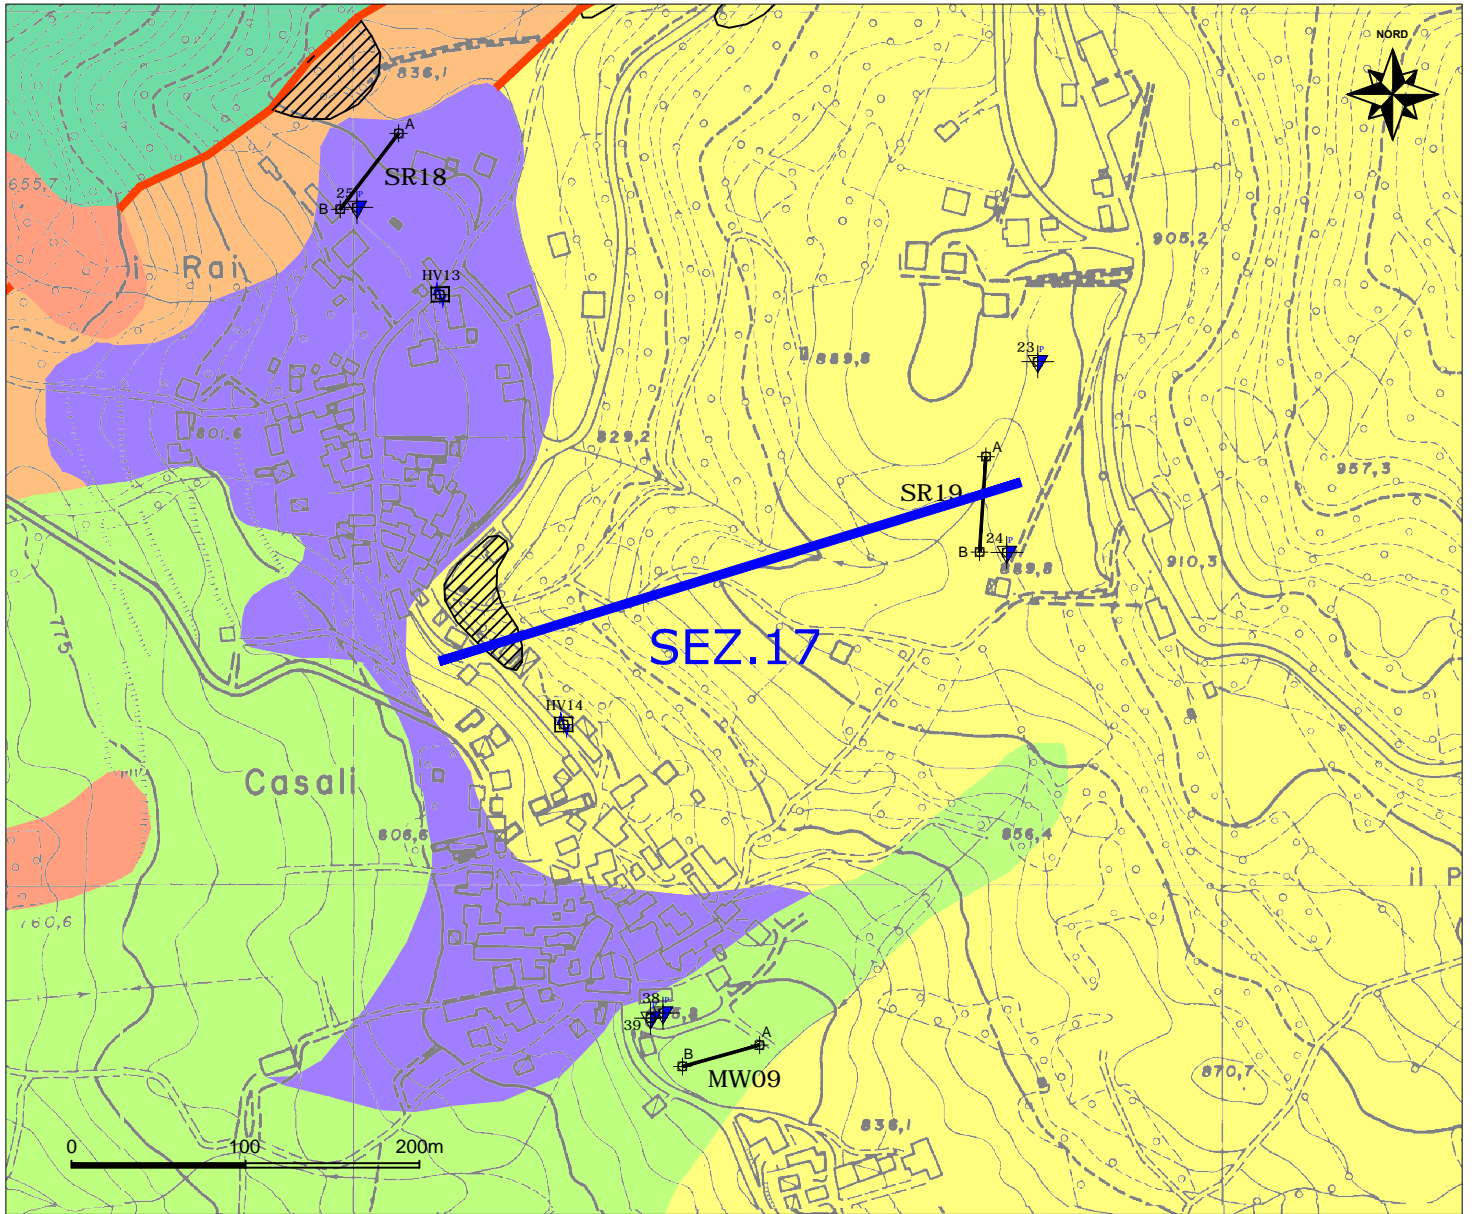 NORD
836,1
A
SR18
655,7
25
P
B
905,2
i Rai
HV13
23
P
889,8
801,6
829,2
A
957,3
SR19
24
P
B
889,8
910,3
775
SEZ.17
HV14
Casali
806,6
856,4
il P
760,6
38
P
39
A
B
MW09
870,7
836,1
0 100 200m